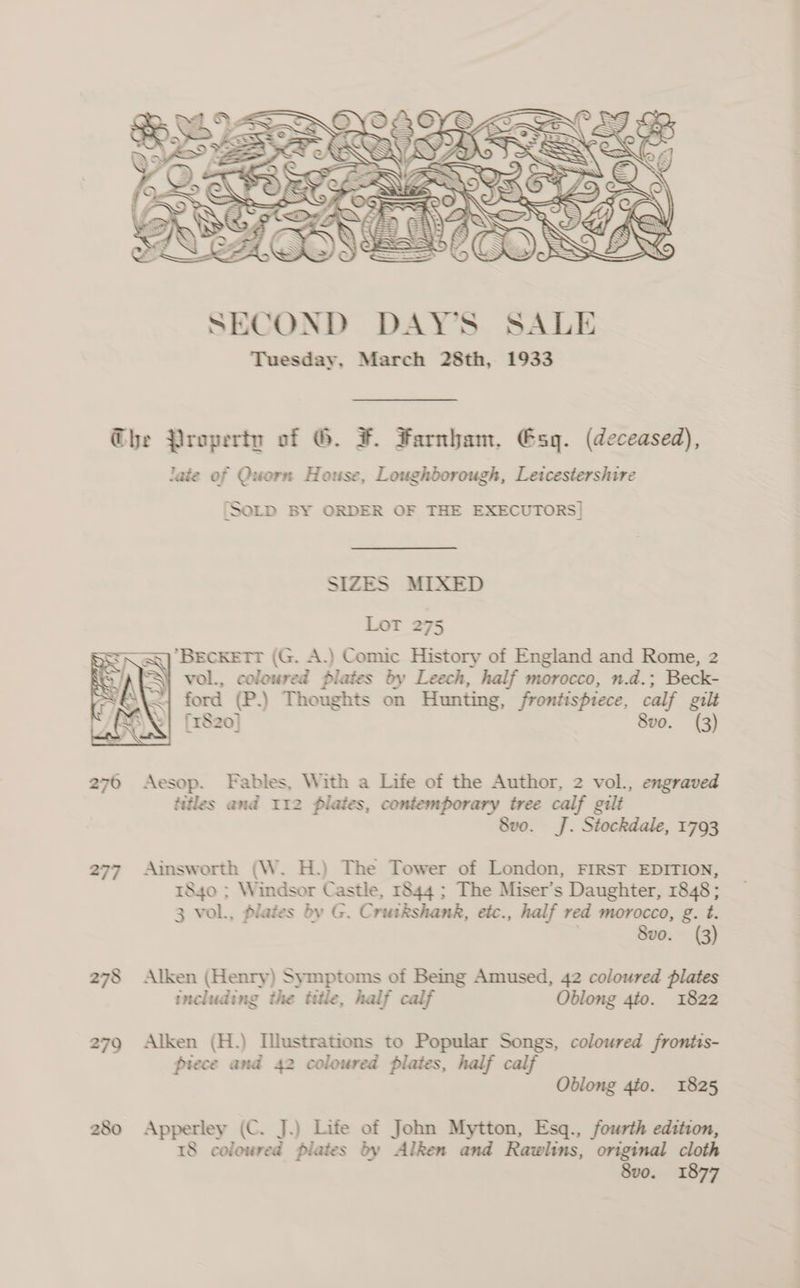 SECOND DAY'S SALE
Tuesday, March 28th, 1933
The Property of G. F. Farnham, Esq. (deceased),
late of Quorn House, Loughborough, Leicestershire
[SOLD BY ORDER OF THE EXECUTORS]
SIZES MIXED
LOT 275
A'BECKETT (G. A.) Comic History of England and Rome, 2
vol., coloured plates by Leech, half morocco, n.d.; Beck-
ford (P.) Thoughts on Hunting, frontispiece, calf gilt
[1820] 8vo. (3)
276 Aesop. Fables, With a Life of the Author, 2 vol., engraved
titles and 112 plates, contemporary tree calf gilt
8vo. J. Stockdale, 1793
277 Ainsworth (W. H.) The Tower of London, FIRST EDITION,
1840 ; Windsor Castle, 1844 ; The Miser's Daughter, 1848;
3 vol., plates by G. Cruikshank, etc., half red morocco, g. t.
8vo. (3)
278 Alken (Henry) Symptoms of Being Amused, 42 coloured plates
including the title, half calf Oblong 4to. 1822
279 Alken (H.) Illustrations to Popular Songs, coloured frontis-
piece and 42 coloured plates, half calf
Oblong 4to. 1825
280 Apperley (C. J.) Life of John Mytton, Esq., fourth edition,
18 coloured plates by Alken and Rawlins, original cloth
8vo. 1877